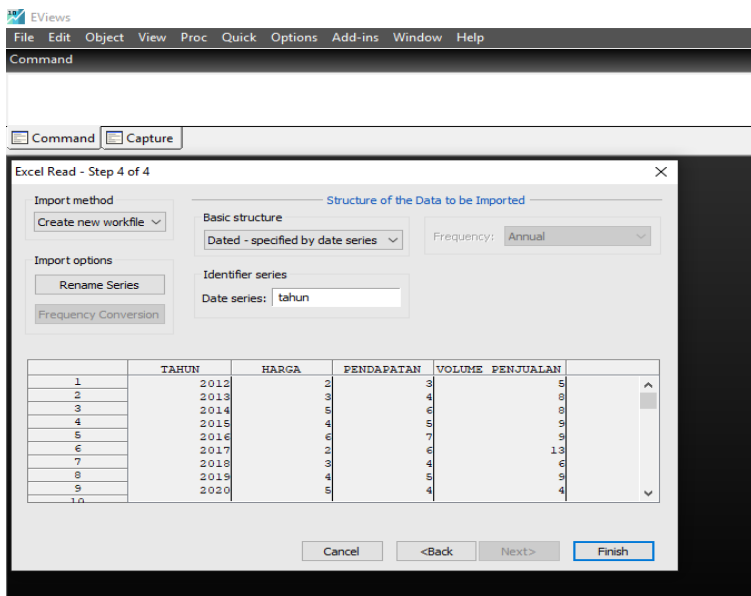 EViews
File Edit Object View Proc Quick Options Add-ins Window Help
Command
Command Capture
Excel Read - Step 4 of 4
Import method
Create new workfile
Import options
Rename Series
Frequency Conversion
Structure of the Data to be Imported
Basic structure
Dated - specified by date series
Frequency: Annual
Identifier series
Date series: tahun
TAHUN HARGA PENDAPATAN VOLUME PENJUALAN
1 2012 2 3 5
2 2013 3 4 8
3 2014 5 6 8
4 2015 4 5 9
5 2016 6 7 9
6 2017 2 6 13
7 2018 3 4 6
8 2019 4 5 9
9 2020 5 4 4
10
Cancel <Back Next> Finish